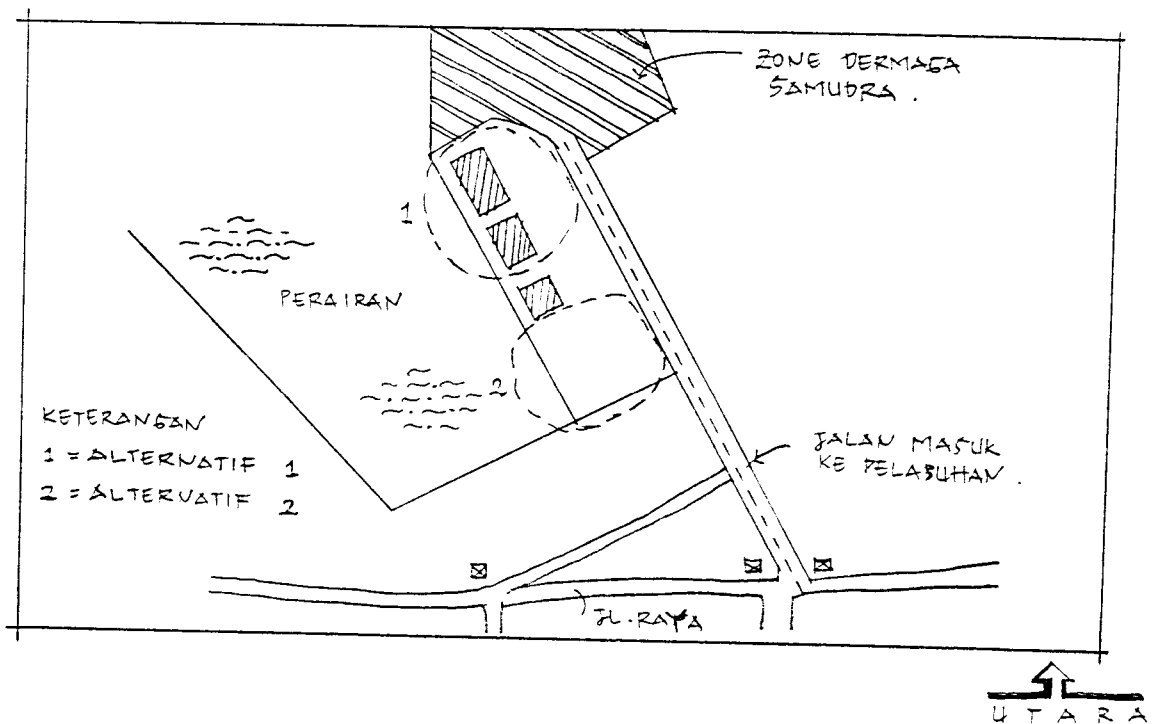 ZONE DERMAGA
SAMUDRA .
1
PERAIRAN
2
KETERANGAN
1 = ALTERNATIF 1
2 = ALTERNATIF 2
JALAN MASUK
KE PELABUHAN .
JL. RAYA
U T A R A